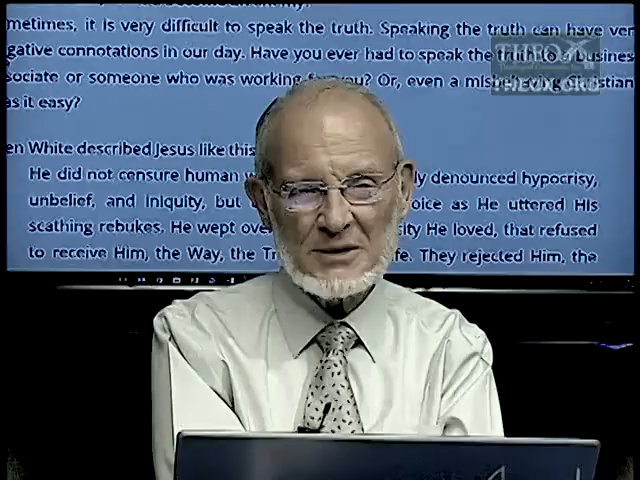 metimes, it is very difficult to speak the truth. Speaking the truth can have ver
gative connotations in our day. Have you ever had to speak the truth to a busines
sociate or someone who was working for you? Or, even a misbehaving Christian
as it easy?
THEOX.ORG
en White described Jesus like this
He did not censure human w ly denounced hypocrisy,
unbelief, and iniquity, but oice as He uttered His
scathing rebukes. He wept ove city He loved, that refused
to receive Him, the Way, the Tr fe. They rejected Him, the